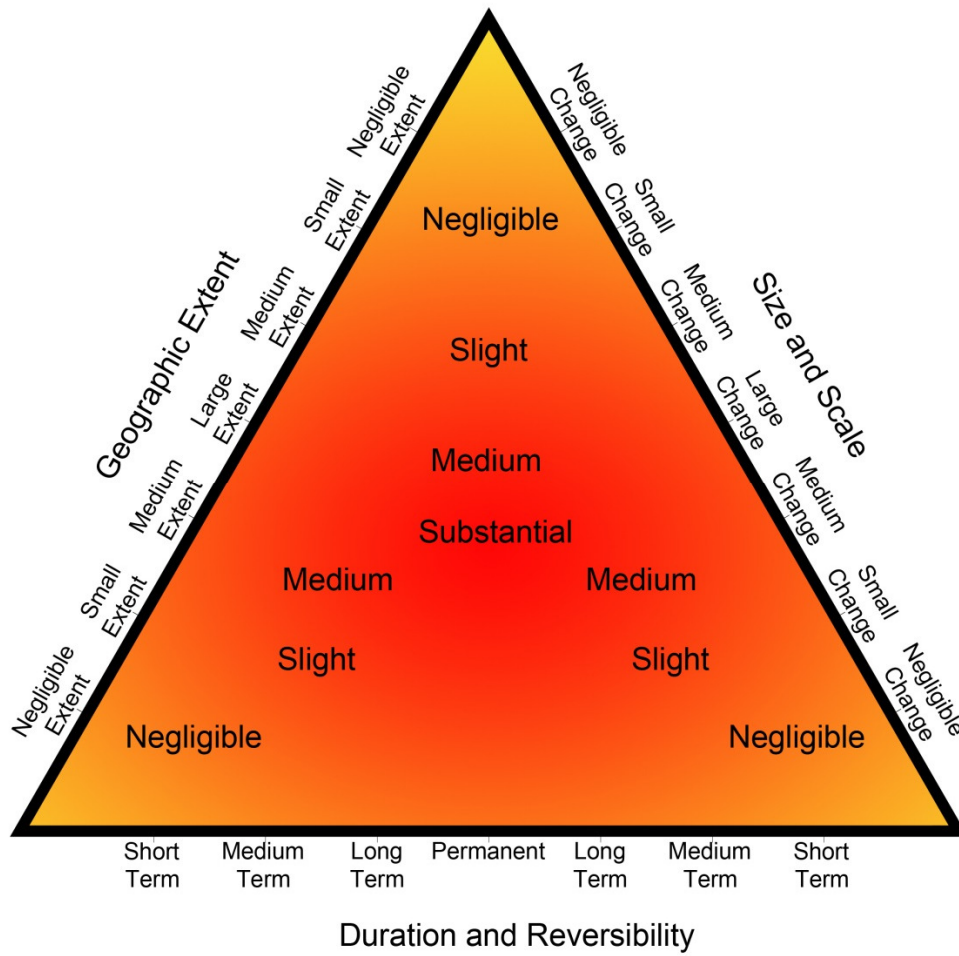 Negligible
Extent
Small
Extent
Medium
Extent
Large
Extent
Medium
Extent
Small
Extent
Negligible
Extent
Geographic Extent
Negligible
Change
Small
Change
Medium
Change
Large
Change
Medium
Change
Small
Change
Negligible
Change
Size and Scale
Negligible
Slight
Medium
Substantial
Medium
Medium
Slight
Slight
Negligible
Negligible
Short
Term
Medium
Term
Long
Term
Permanent
Long
Term
Medium
Term
Short
Term
Duration and Reversibility